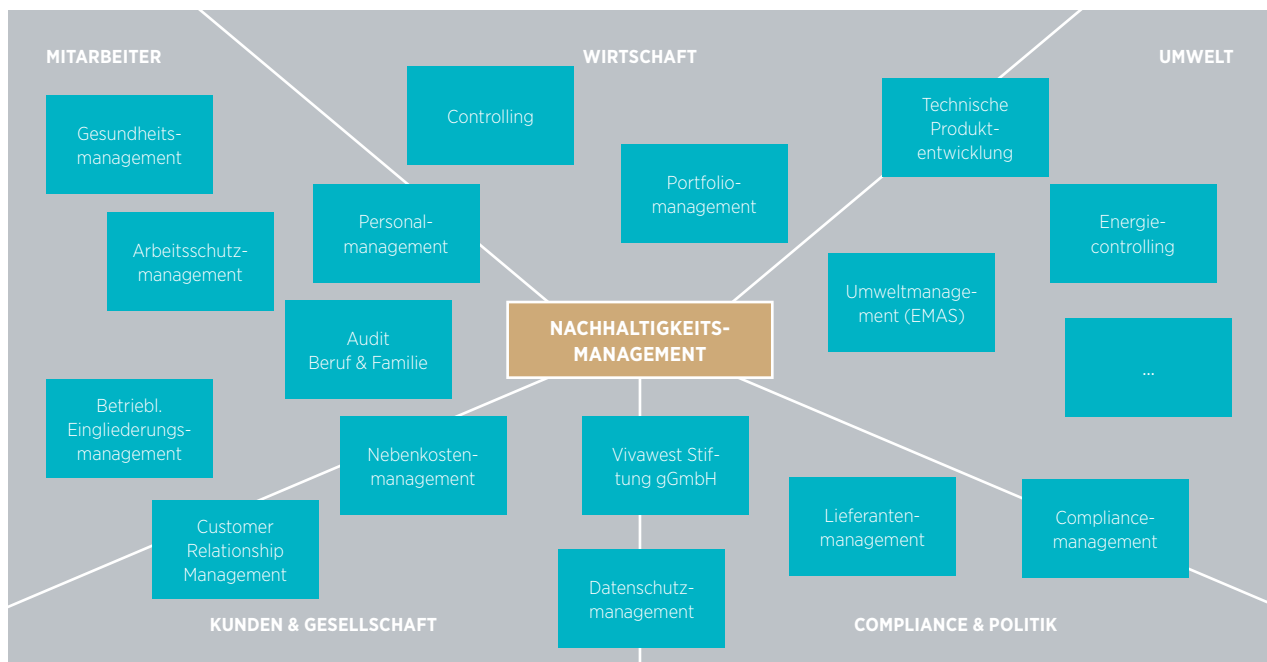 MITARBEITER
WIRTSCHAFT
UMWELT
Gesundheits-
management
Controlling
Technische
Produkt-
entwicklung
Portfolio-
management
Personal-
management
Arbeitsschutz-
management
Energie-
controlling
Umweltmanage-
ment (EMAS)
NACHHALTIGKEITS-
MANAGEMENT
Audit
Beruf & Familie
...
Betriebl.
Eingliederungs-
management
Nebenkosten-
management
Vivawest Stif-
tung gGmbH
Lieferanten-
management
Compliance-
management
Customer
Relationship
Management
Datenschutz-
management
KUNDEN & GESELLSCHAFT
COMPLIANCE & POLITIK